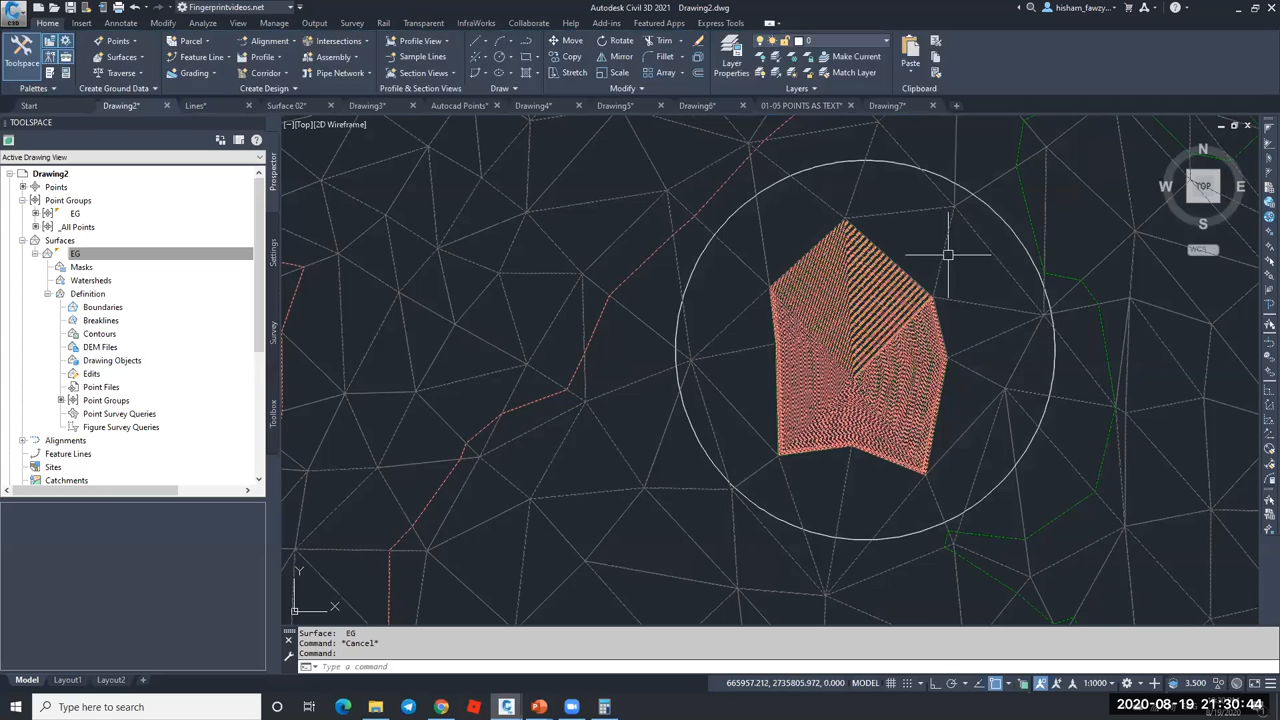 Fingerprintvideos.net
Autodesk Civil 3D 2021 Drawing2.dwg
hisham_fawzy...
C3D
Home Insert Annotate Modify Analyze View Manage Output Survey Rail Transparent InfraWorks Collaborate Help Add-ins Featured Apps Express Tools
Toolspace
Palettes
Points
Surfaces
Traverse
Create Ground Data
Parcel
Feature Line
Grading
Alignment
Profile
Corridor
Intersections
Assembly
Pipe Network
Create Design
Profile View
Sample Lines
Section Views
Profile & Section Views
Draw
Move Rotate Trim
Copy Mirror Fillet
Stretch Scale Array
Modify
Layer Properties
0
Make Current
Match Layer
Layers
Paste
Clipboard
Start Drawing2* Lines* Surface 02* Drawing3* Autocad Points* Drawing4* Drawing5* Drawing6* 01-05 POINTS AS TEXT* Drawing7*
TOOLSPACE
Active Drawing View
Drawing2
Points
Point Groups
EG
_All Points
Surfaces
EG
Masks
Watersheds
Definition
Boundaries
Breaklines
Contours
DEM Files
Drawing Objects
Edits
Point Files
Point Groups
Point Survey Queries
Figure Survey Queries
Alignments
Feature Lines
Sites
Catchments
Prospector
Settings
Survey
Toolbox
[−][Top][2D Wireframe]
N
W TOP E
S
WCS
Y
X
Surface: EG
Command: *Cancel*
Command:
Type a command
Model Layout1 Layout2
665957.212, 2735805.972, 0.000 MODEL 1:1000 3.500
Type here to search
2020-08-19 21:30:44